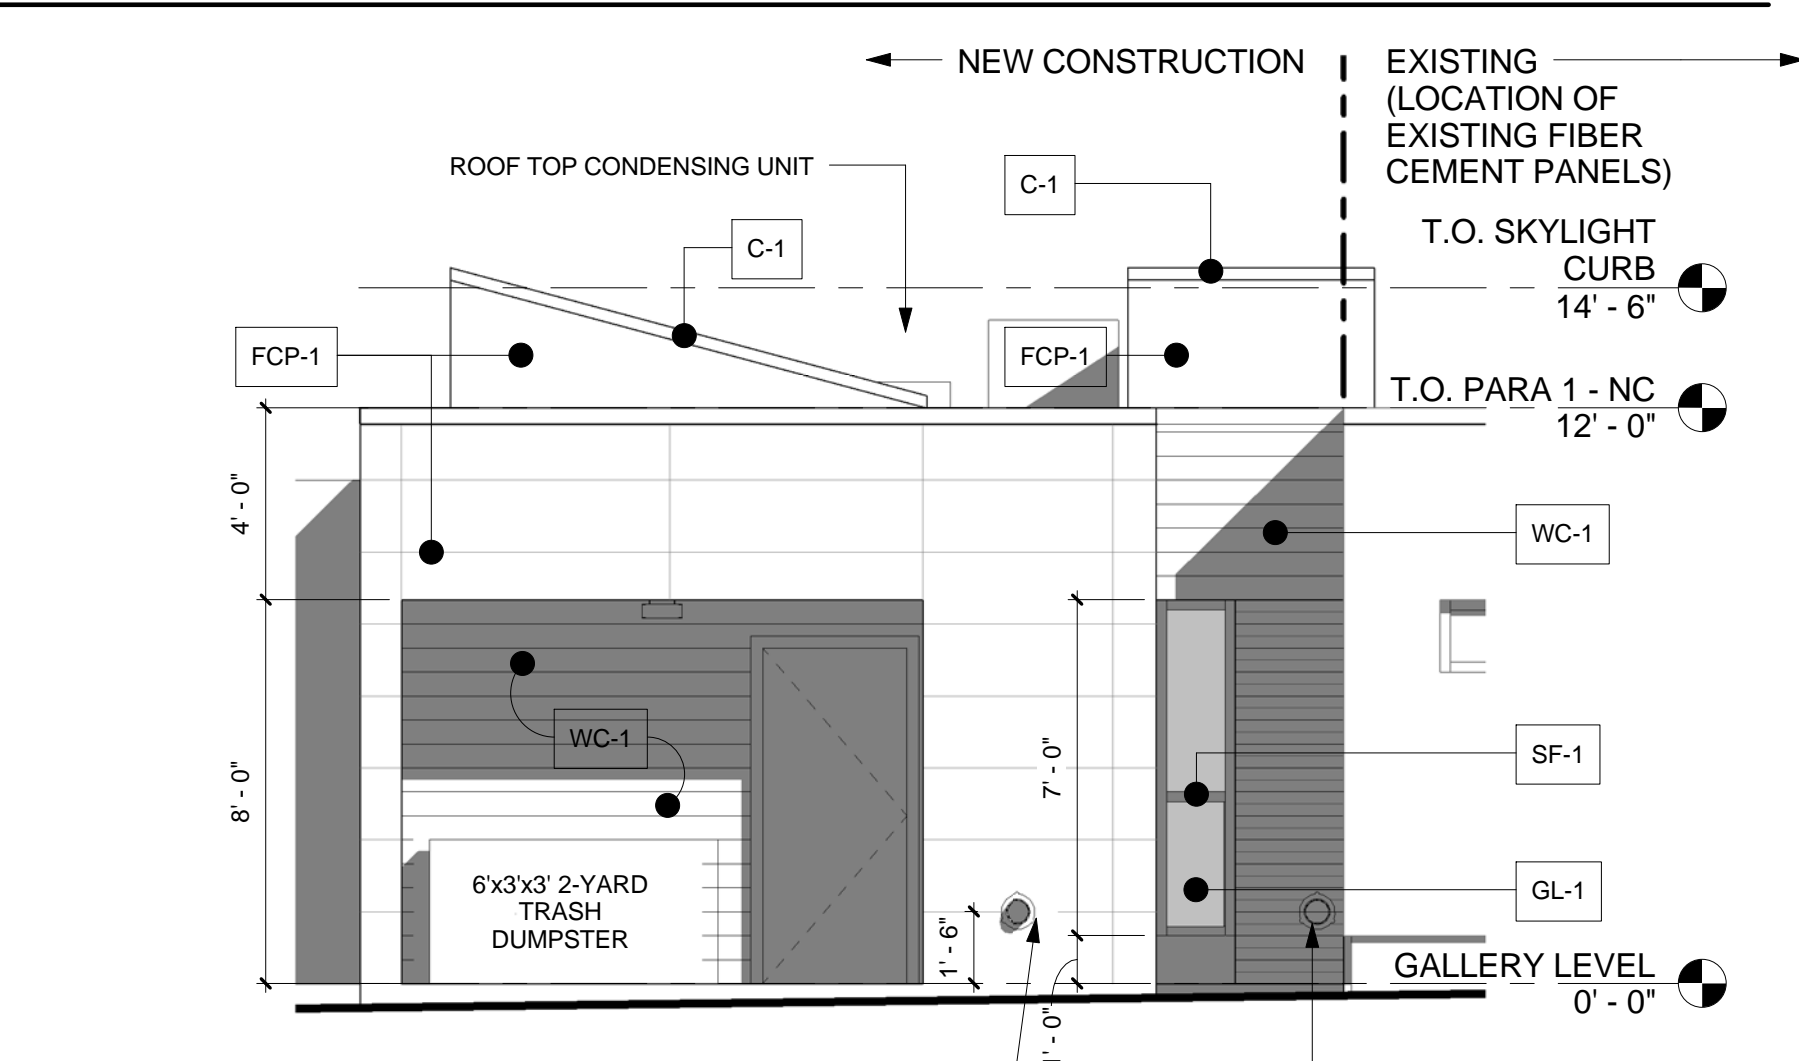 NEW CONSTRUCTION
EXISTING
(LOCATION OF
EXISTING FIBER
CEMENT PANELS)
ROOF TOP CONDENSING UNIT
C-1
C-1
T.O. SKYLIGHT
CURB
14' - 6"
FCP-1
FCP-1
T.O. PARA 1 - NC
12' - 0"
4' - 0"
WC-1
WC-1
7' - 0"
SF-1
8' - 0"
6'x3'x3' 2-YARD
TRASH
DUMPSTER
GL-1
1' - 6"
GALLERY LEVEL
0' - 0"
1' - 0"